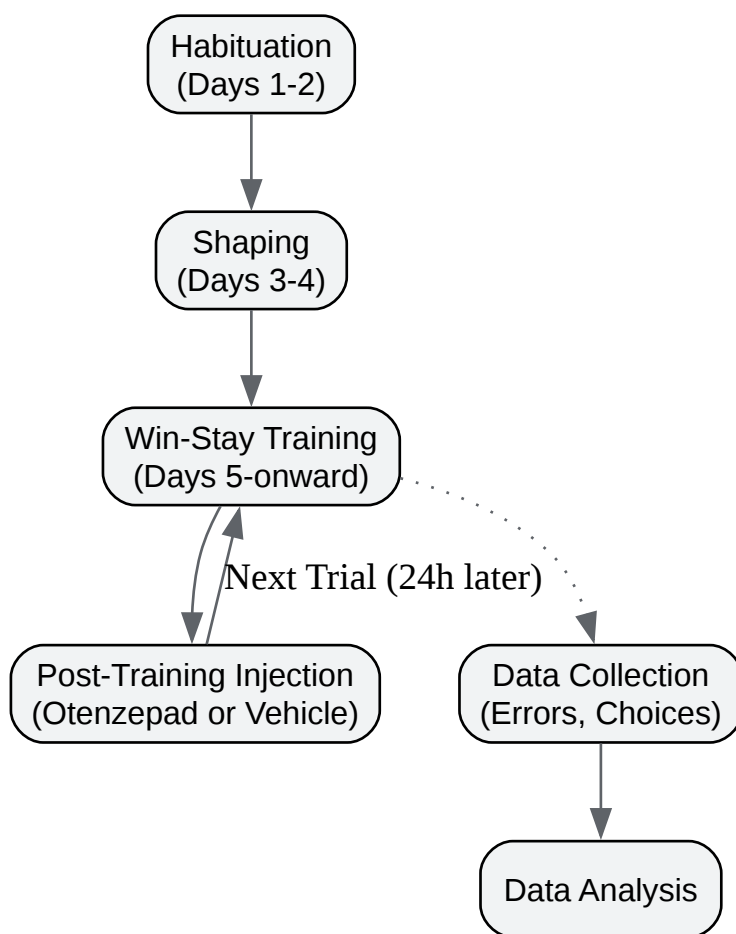 Habituation
(Days 1-2)
Shaping
(Days 3-4)
Win-Stay Training
(Days 5-onward)
Next Trial (24h later)
Post-Training Injection
(Otenzepad or Vehicle)
Data Collection
(Errors, Choices)
Data Analysis